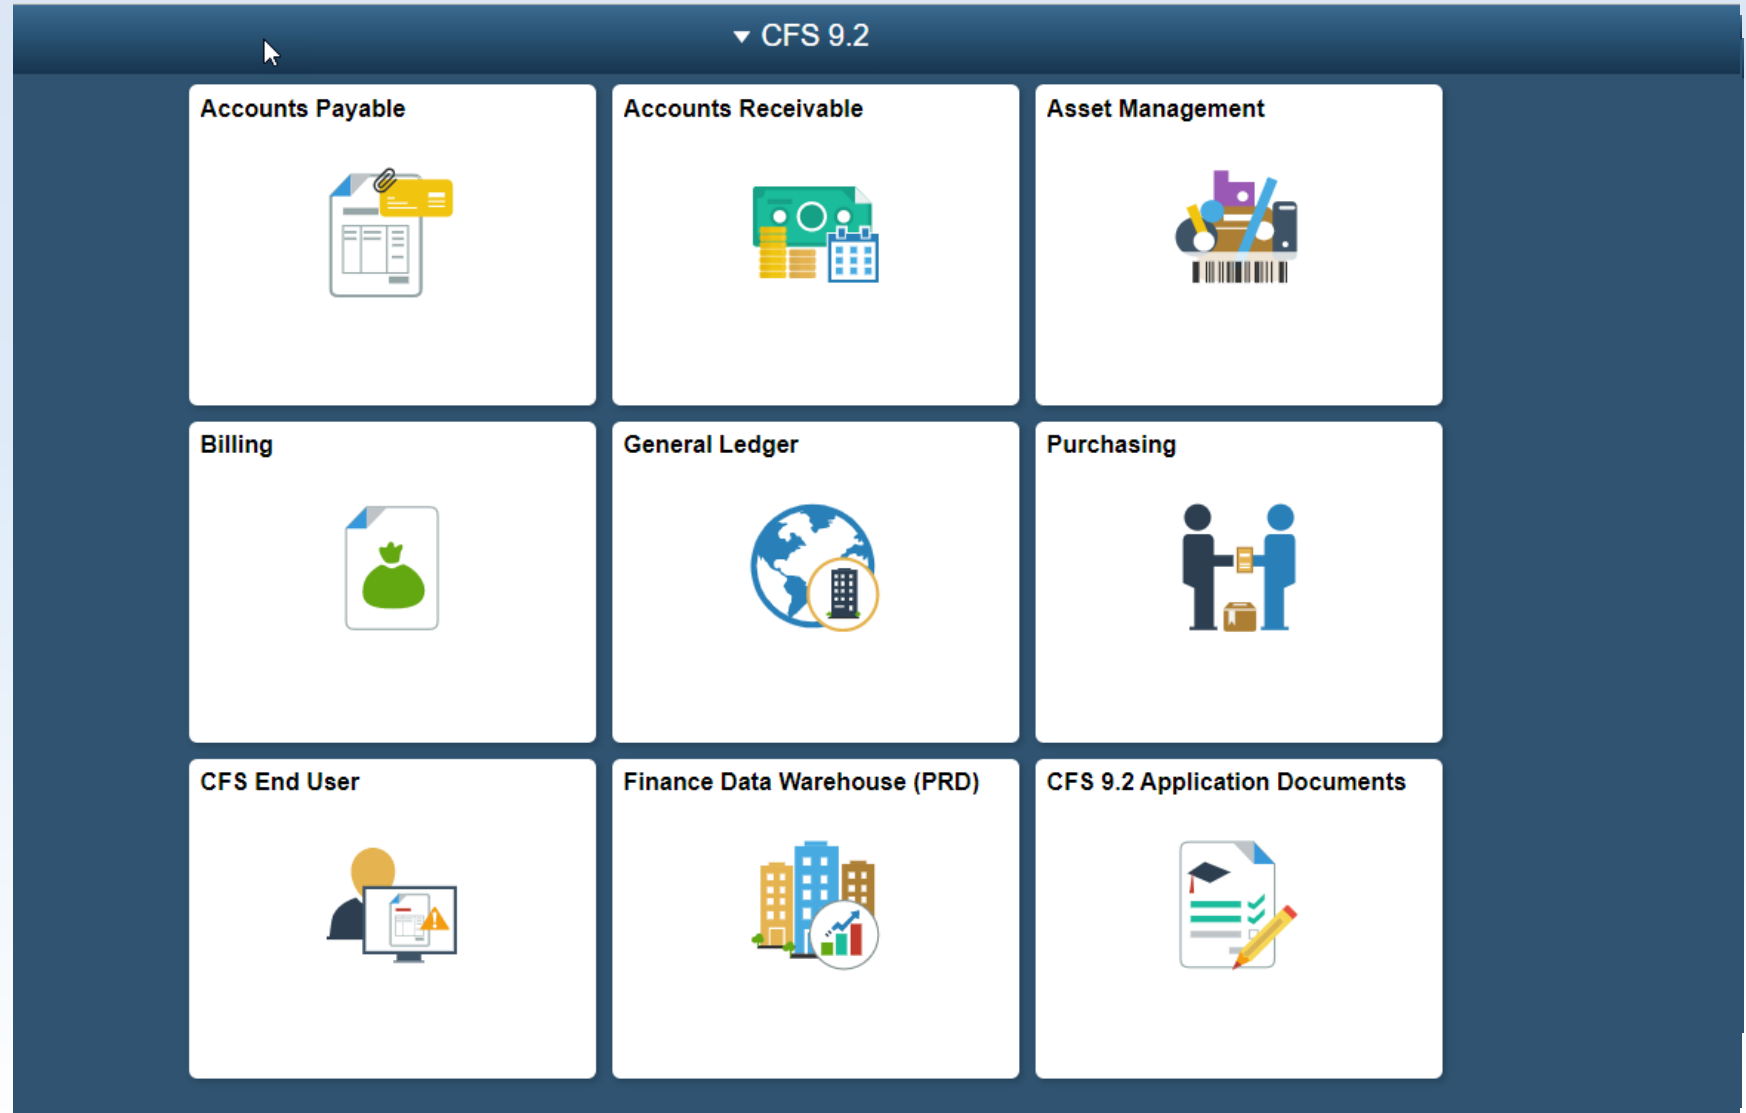 CFS 9.2
Accounts Payable
Accounts Receivable
Asset Management
Billing
General Ledger
Purchasing
CFS End User
Finance Data Warehouse (PRD)
CFS 9.2 Application Documents